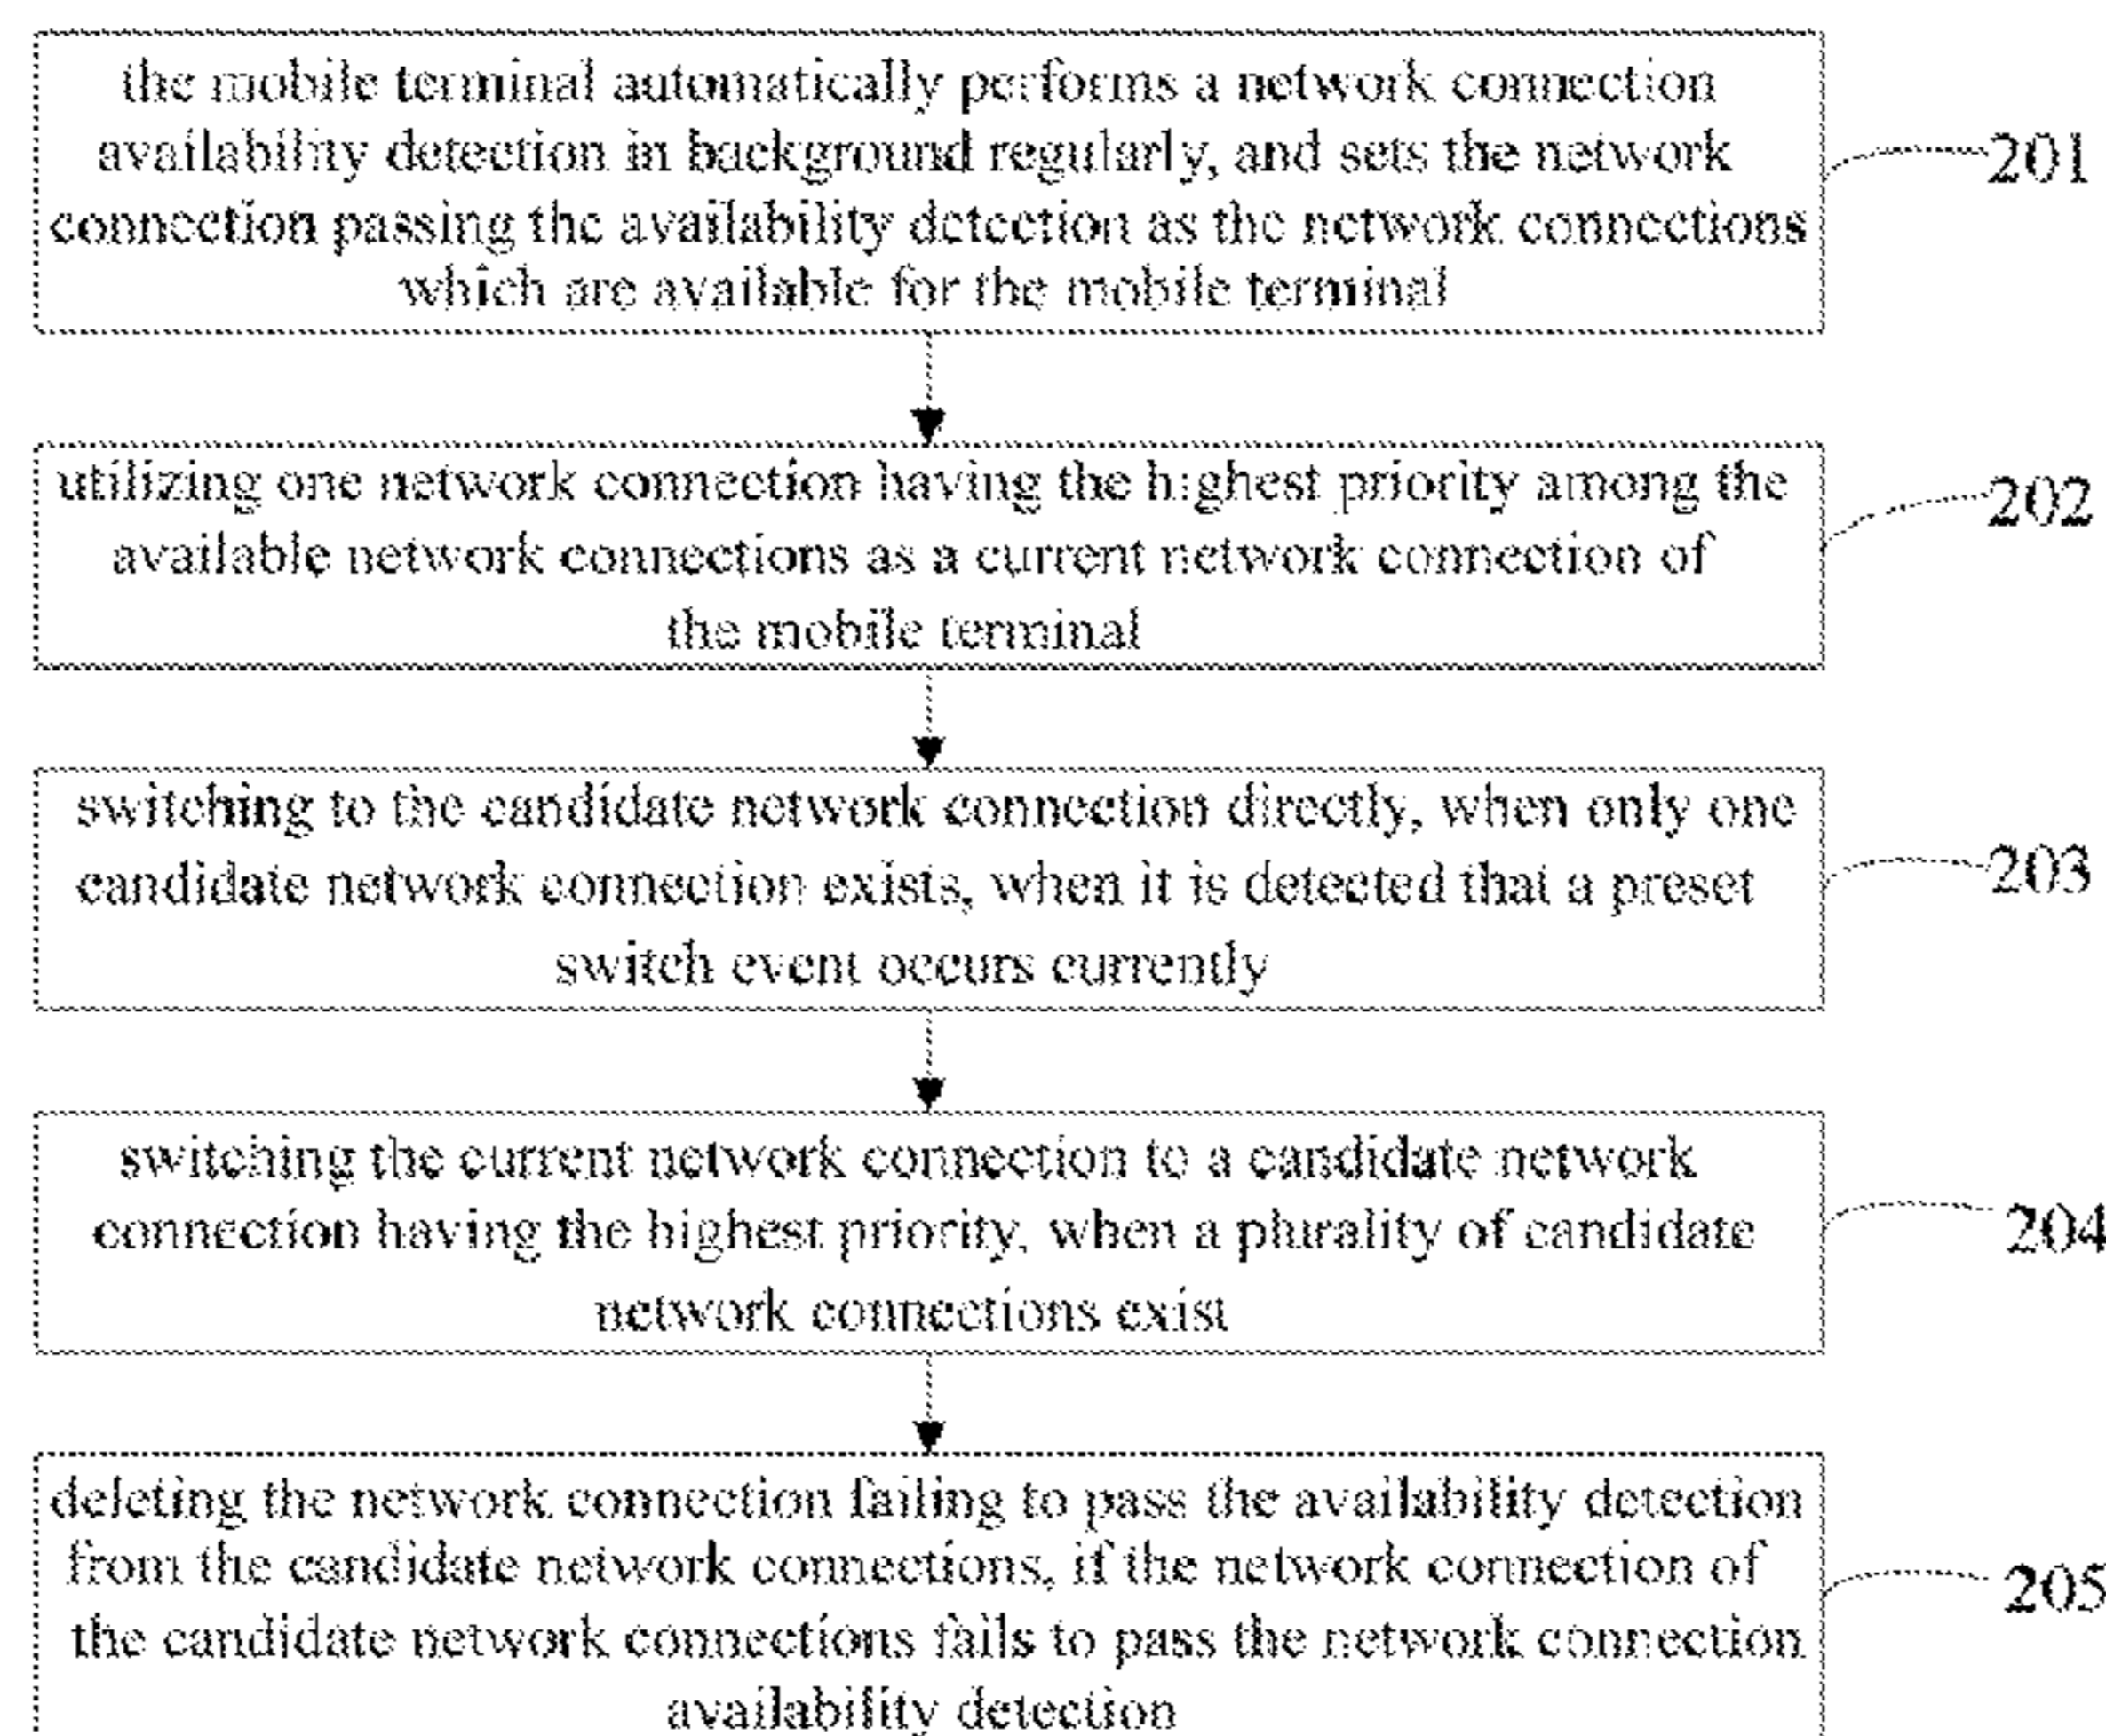 the mobile terminal automatically performs a network connection
availability detection in background regularly, and sets the network
connection passing the availability detection as the network connections
which are available for the mobile terminal
201
utilizing one network connection having the highest priority among the
available network connections as a current network connection of
the mobile terminal
202
switching to the candidate network connection directly, when only one
candidate network connection exists, when it is detected that a preset
switch event occurs currently
203
switching the current network connection to a candidate network
connection having the highest priority, when a plurality of candidate
network connections exist
204
deleting the network connection failing to pass the availability detection
from the candidate network connections, if the network connection of
the candidate network connections fails to pass the network connection
availability detection
205